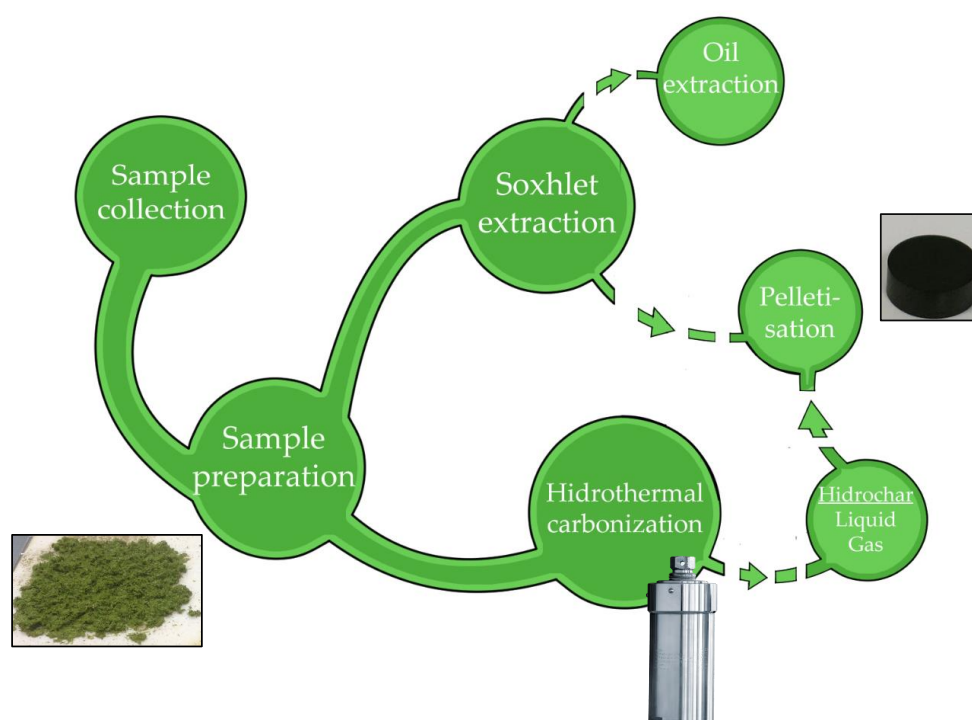 Oil
extraction
Sample
collection
Soxhlet
extraction
Pelleti-
sation
Sample
preparation
Hidrothermal
carbonization
Hidrochar
Liquid
Gas